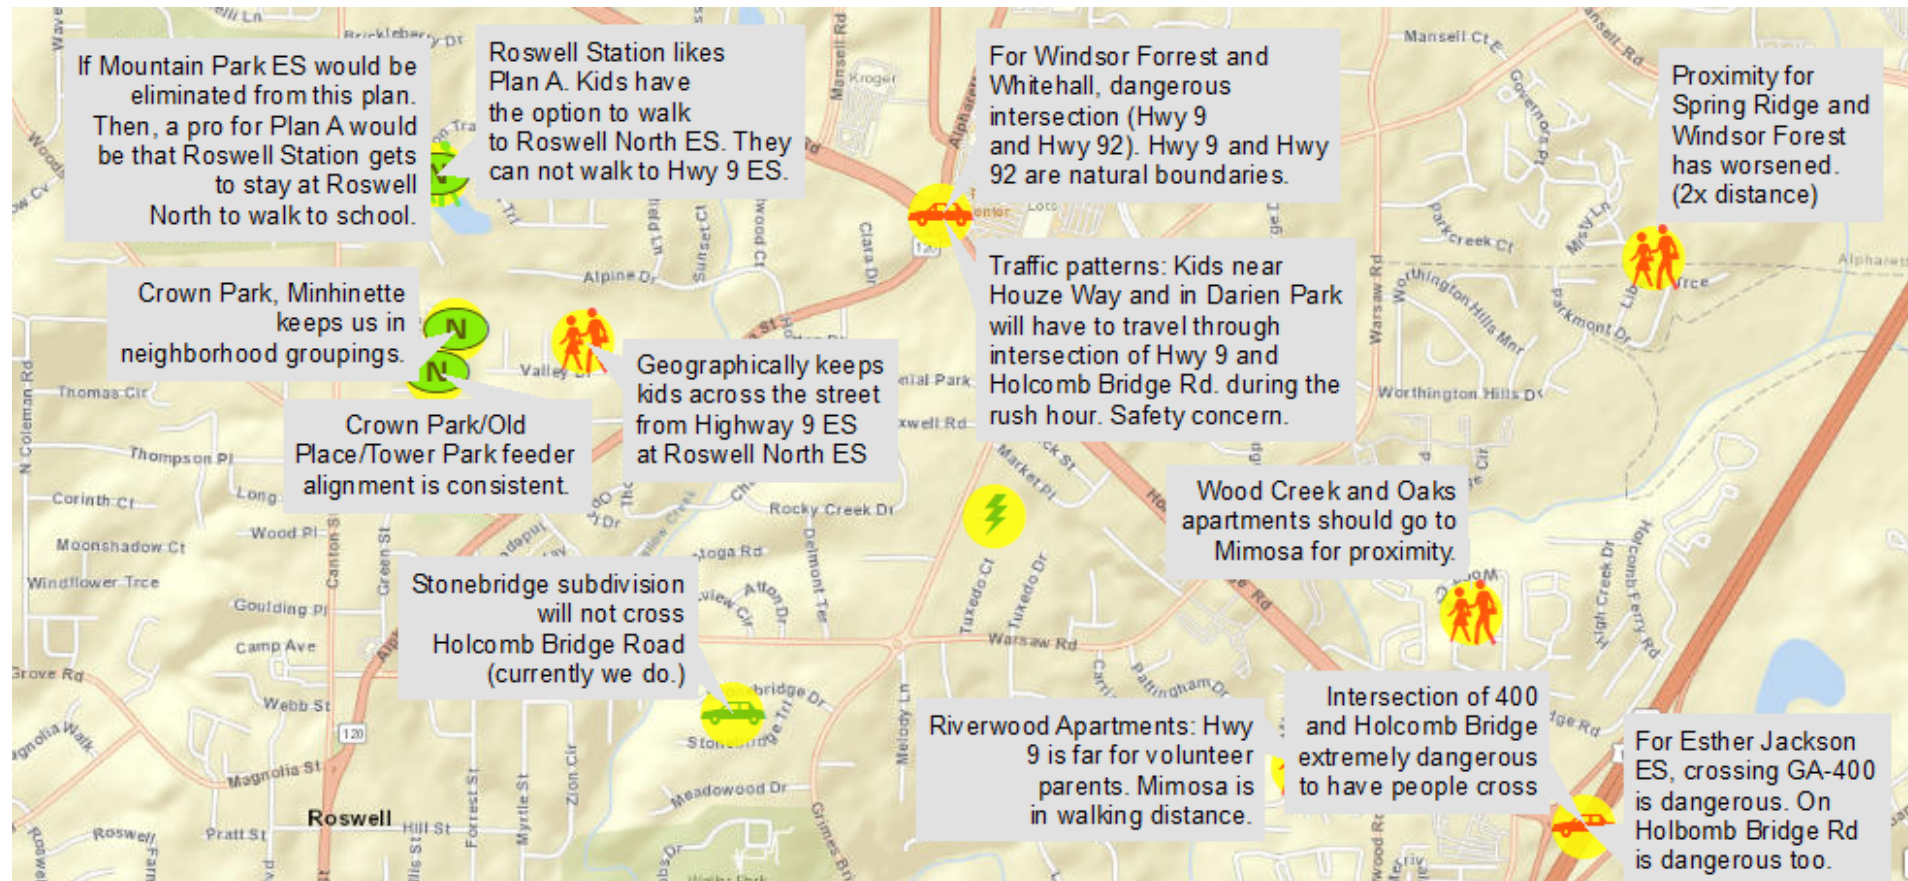 If Mountain Park ES would be
eliminated from this plan.
Then, a pro for Plan A would
be that Roswell Station gets
to stay at Roswell
North to walk to school.
Roswell Station likes
Plan A. Kids have
the option to walk
to Roswell North ES. They
can not walk to Hwy 9 ES.
For Windsor Forrest and
Whitehall, dangerous
intersection (Hwy 9
and Hwy 92). Hwy 9 and Hwy
92 are natural boundaries.
Proximity for
Spring Ridge and
Windsor Forest
has worsened.
(2x distance)
Crown Park, Minhinette
keeps us in
neighborhood groupings.
Crown Park/Old
Place/Tower Park feeder
alignment is consistent.
Geographically keeps
kids across the street
from Highway 9 ES
at Roswell North ES
Traffic patterns: Kids near
Houze Way and in Darien Park
will have to travel through
intersection of Hwy 9 and
Holcomb Bridge Rd. during the
rush hour. Safety concern.
Wood Creek and Oaks
apartments should go to
Mimosa for proximity.
Stonebridge subdivision
will not cross
Holcomb Bridge Road
(currently we do.)
Riverwood Apartments: Hwy
9 is far for volunteer
parents. Mimosa is
in walking distance.
Intersection of 400
and Holcomb Bridge
extremely dangerous
to have people cross
For Esther Jackson
ES, crossing GA-400
is dangerous. On
Holbomb Bridge Rd
is dangerous too.
Brickleberry Dr
Mansell Rd
Kroger
Mansell Ct E
Governors Pt
Parkcreek Ct
Misty Ln
Parkmont Dr
Worthington Hills Mnr
Worthington Hills Dr
Warsaw Rd
Clara Dr
Sunset Ct
Alpine Dr
N Coleman Rd
Thomas Cir
Thompson Pl
Corinth Ct
Long
Wood Pl
Moonshadow Ct
Windflower Trce
Canton St
Green St
Goulding Pl
Camp Ave
Grove Rd
Webb St
120
Magnolia St
Roswell
Roswell
Pratt St
Hill St
Forrest St
Myrtle St
Zion Cir
Meadowood Dr
Melody Ln
Rocky Creek Dr
Delmont Ter
Market Pl
Tuxedo Ct
Tuxedo Dr
Warsaw Rd
Pattingham Dr
High Creek Dr
Holcomb Ferry Rd
N
N